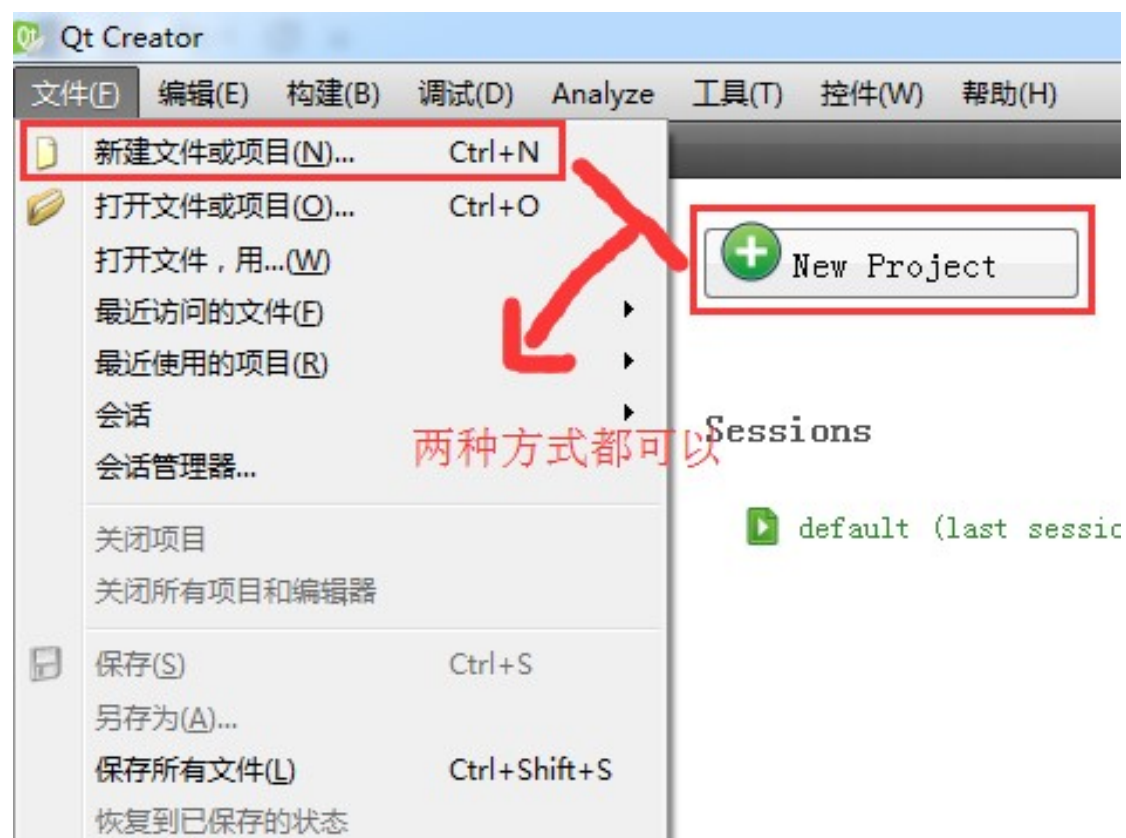 Qt Creator
文件(F) 编辑(E) 构建(B) 调试(D) Analyze 工具(T) 控件(W) 帮助(H)
新建文件或项目(N)... Ctrl+N
打开文件或项目(O)... Ctrl+O
打开文件，用...(W)
最近访问的文件(F)
最近使用的项目(R)
会话
会话管理器...
关闭项目
关闭所有项目和编辑器
保存(S) Ctrl+S
另存为(A)...
保存所有文件(L) Ctrl+Shift+S
恢复到已保存的状态
New Project
两种方式都可以
Sessions
default (last sessio